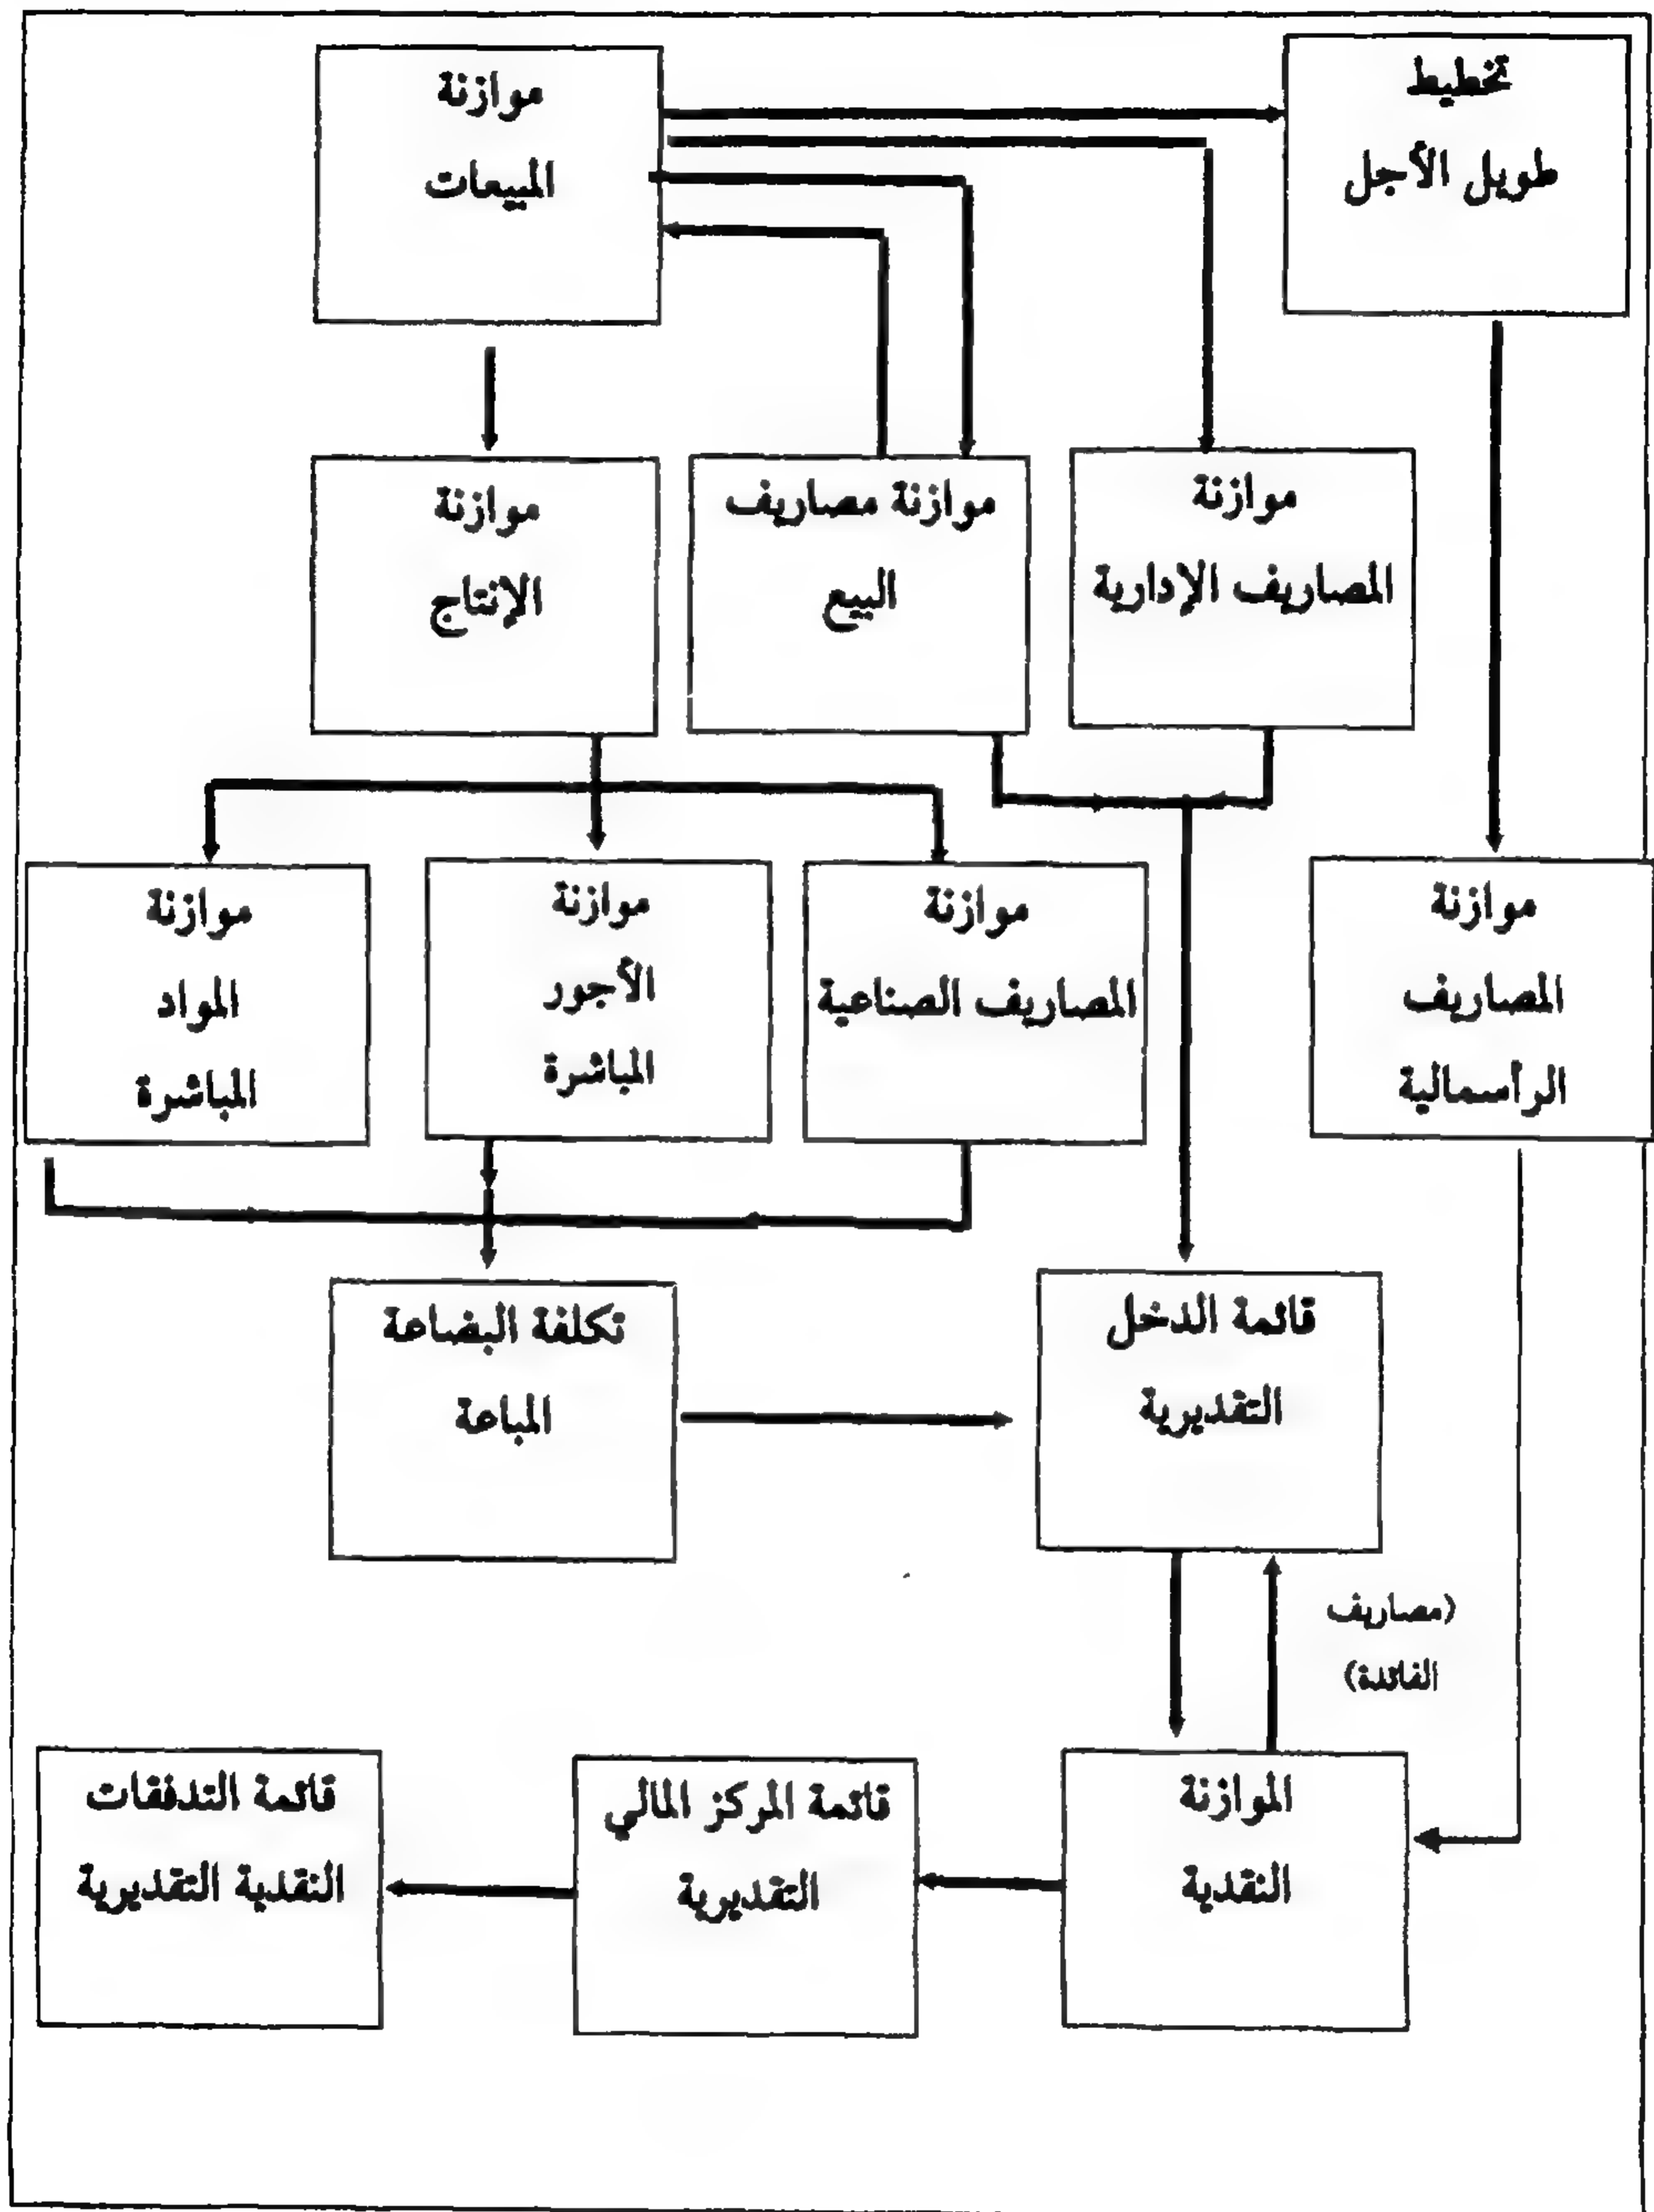 تخطيط
طويل الأجل
موازنة
المبيعات
موازنة
المصاريف الإدارية
موازنة مصاريف
البيع
موازنة
الإنتاج
موازنة
المصاريف
الرأسمالية
موازنة
المصاريف الصناعية
موازنة
الأجور
المباشرة
موازنة
المواد
المباشرة
قائمة الدخل
التقديرية
تكلفة البضاعة
المباعة
(مصاريف
الفائدة)
الموازنة
النقدية
قائمة المركز المالي
التقديرية
قائمة التدفقات
النقدية التقديرية